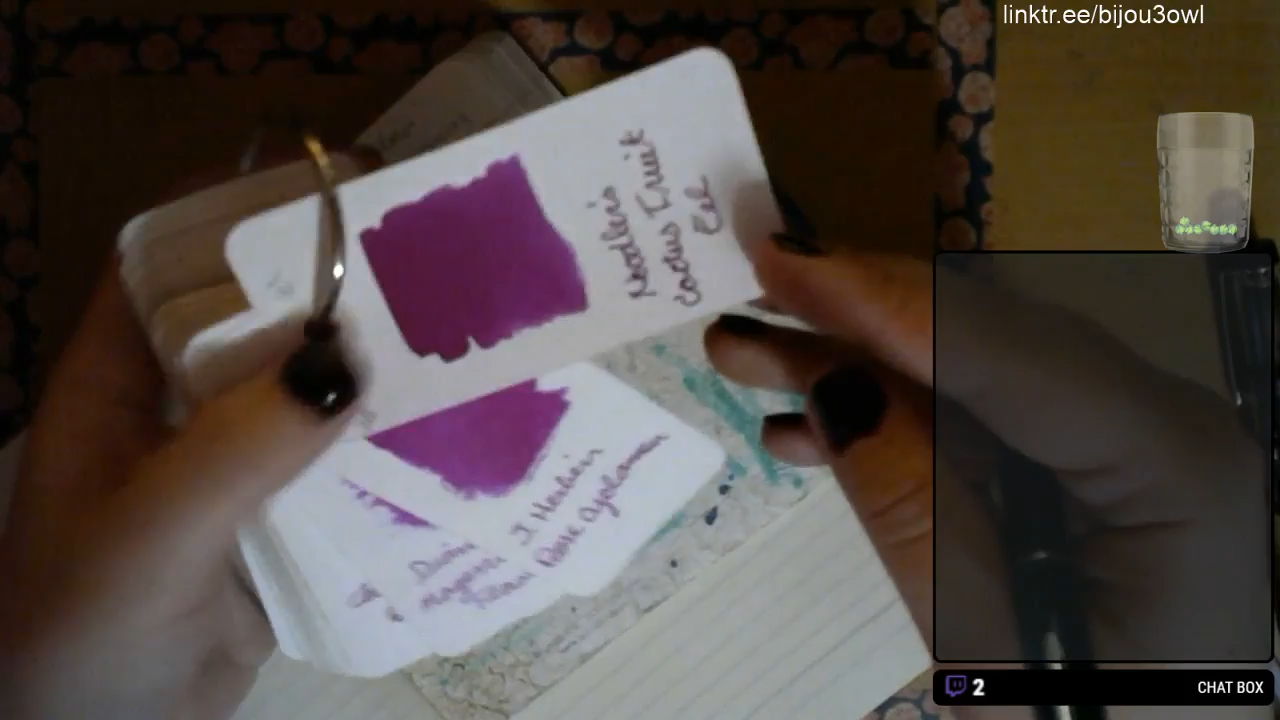 linktr.ee/bijou3owl
Noodler's
Cactus Fruit
Eel
J Herbin
Rose Cyclamen
2
CHAT BOX